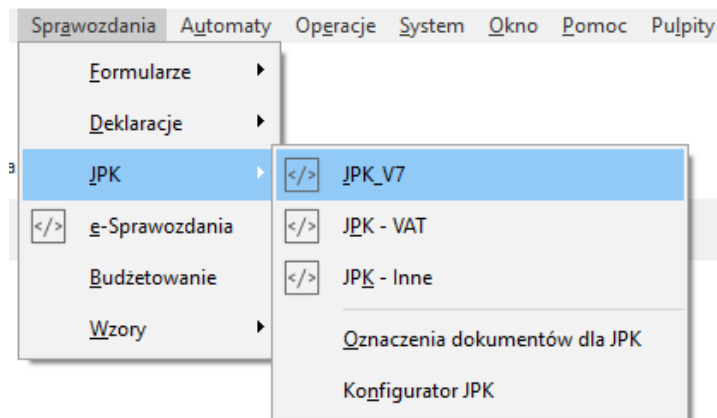 Sprawozdania Automaty Operacje System Okno Pomoc Pulpity
Formularze
Deklaracje
JPK
</> e-Sprawozdania
Budżetowanie
Wzory
</> JPK_V7
</> JPK - VAT
</> JPK - Inne
Oznaczenia dokumentów dla JPK
Konfigurator JPK